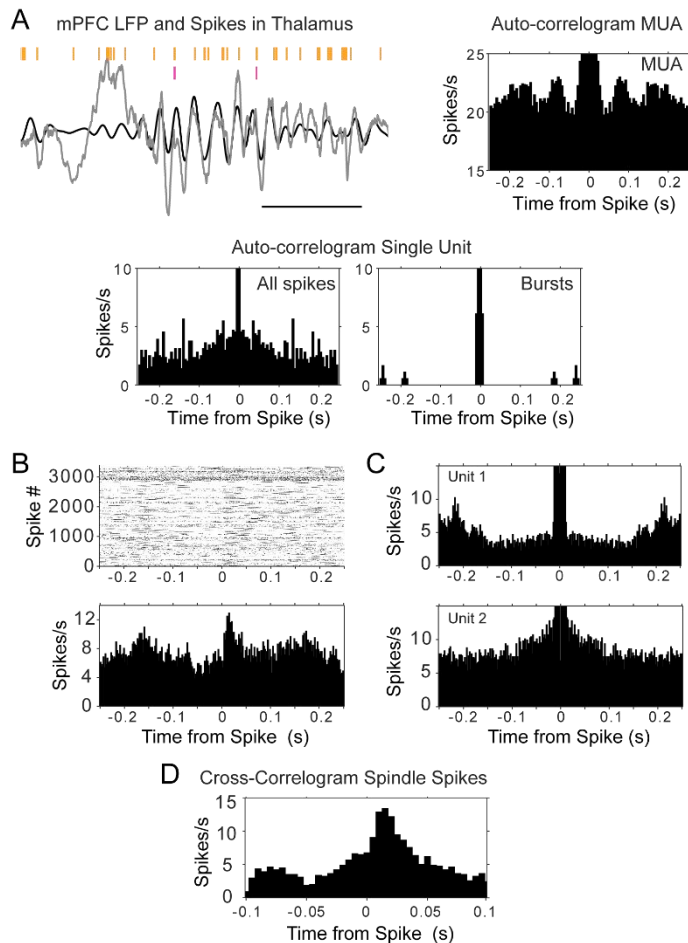 A
mPFC LFP and Spikes in Thalamus
Auto-correlogram MUA
MUA
25
20
15
Spikes/s
-0.2 -0.1 0 0.1 0.2
Time from Spike (s)
Auto-correlogram Single Unit
All spikes
10
5
0
Spikes/s
-0.2 -0.1 0 0.1 0.2
Time from Spike (s)
Bursts
10
5
0
-0.2 -0.1 0 0.1 0.2
Time from Spike (s)
B
3000
2000
1000
0
Spike #
-0.2 -0.1 0 0.1 0.2
12
8
4
0
Spikes/s
-0.2 -0.1 0 0.1 0.2
Time from Spike (s)
C
Unit 1
10
5
0
Spikes/s
-0.2 -0.1 0 0.1 0.2
Unit 2
10
5
0
Spikes/s
-0.2 -0.1 0 0.1 0.2
Time from Spike (s)
D
Cross-Correlogram Spindle Spikes
15
10
5
0
Spikes/s
-0.1 -0.05 0 0.05 0.1
Time from Spike (s)